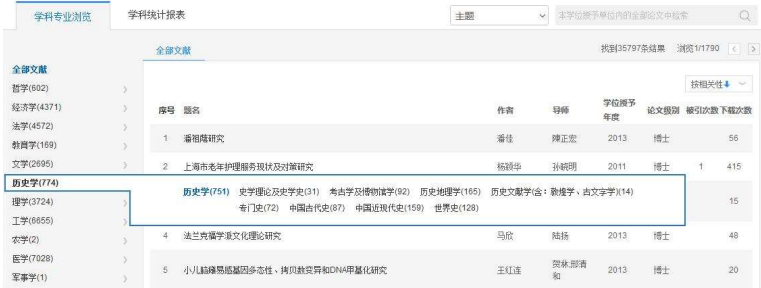 学科专业浏览
学科统计报表
主题
本学位授予单位内的全部论文中检索
全部文献
找到35797条结果 浏览1/1790
全部文献
哲学(602)
经济学(4371)
法学(4572)
教育学(169)
文学(2695)
历史学(774)
理学(3724)
工学(6655)
农学(2)
医学(7028)
军事学(1)
按相关性
序号 题名 作者 导师 学位授予年度 论文级别 被引次数 下载次数
1 潘祖荫研究 潘佳 陳正宏 2013 博士 56
2 上海市老年护理服务现状及对策研究 杨颖华 孙晓明 2011 博士 1 415
历史学(751) 史学理论及史学史(31) 考古学及博物馆学(92) 历史地理学(165) 历史文献学(含：敦煌学、古文字学)(14)
专门史(72) 中国古代史(87) 中国近现代史(159) 世界史(128)
15
4 法兰克福学派文化理论研究 马欣 陆扬 2013 博士 48
5 小儿脑瘫易感基因多态性、拷贝数变异和DNA甲基化研究 王红连 贺林;邢清和 2013 博士 20